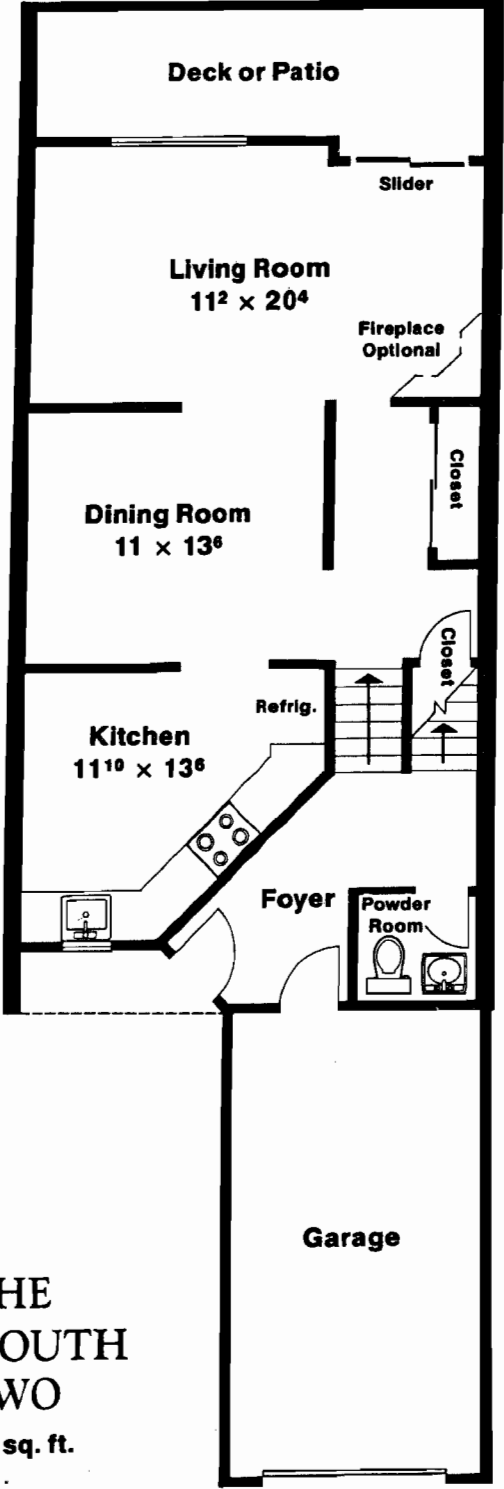 Deck or Patio
Slider
Living Room
11² × 20⁴
Fireplace
Optional
Closet
Dining Room
11 × 13⁶
Closet
Refrig.
Kitchen
11¹⁰ × 13⁶
Foyer
Powder
Room
Garage
HE
OUTH
WO
sq. ft.